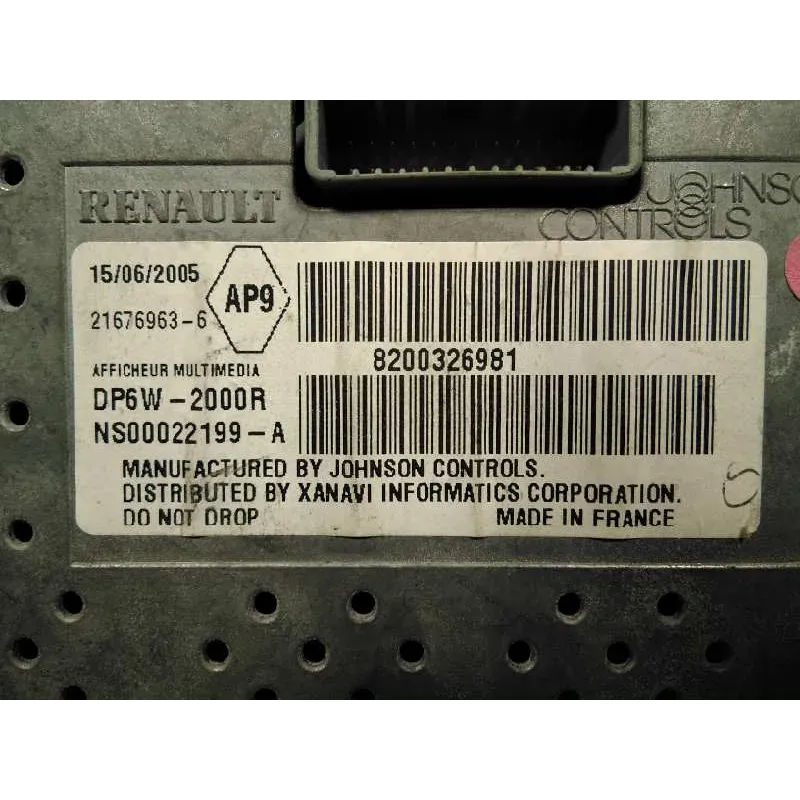 RENAULT
JOHNSON
CONTROLS
15/06/2005
AP9
21676963-6
AFFICHEUR MULTIMEDIA
8200326981
DP6W-2000R
NS00022199-A
MANUFACTURED BY JOHNSON CONTROLS.
DISTRIBUTED BY XANAVI INFORMATICS CORPORATION.
DO NOT DROP
MADE IN FRANCE